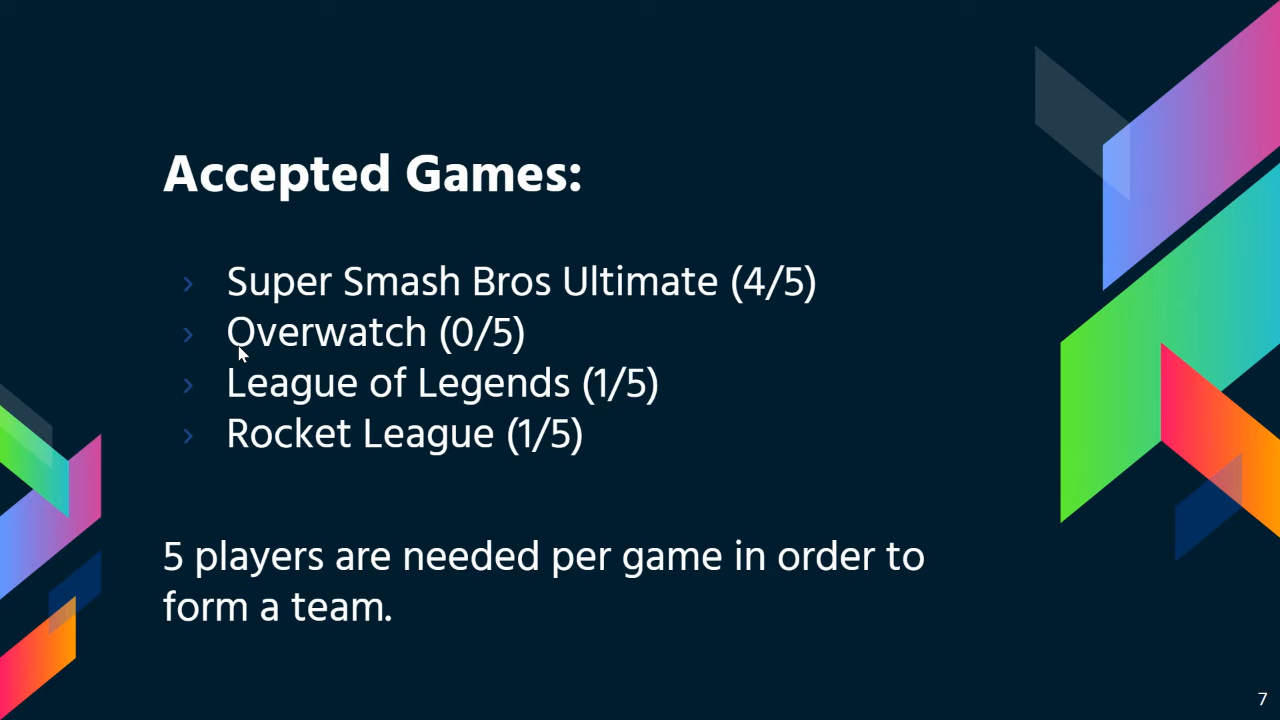 Accepted Games:
› Super Smash Bros Ultimate (4/5)
› Overwatch (0/5)
› League of Legends (1/5)
› Rocket League (1/5)
5 players are needed per game in order to
form a team.
7